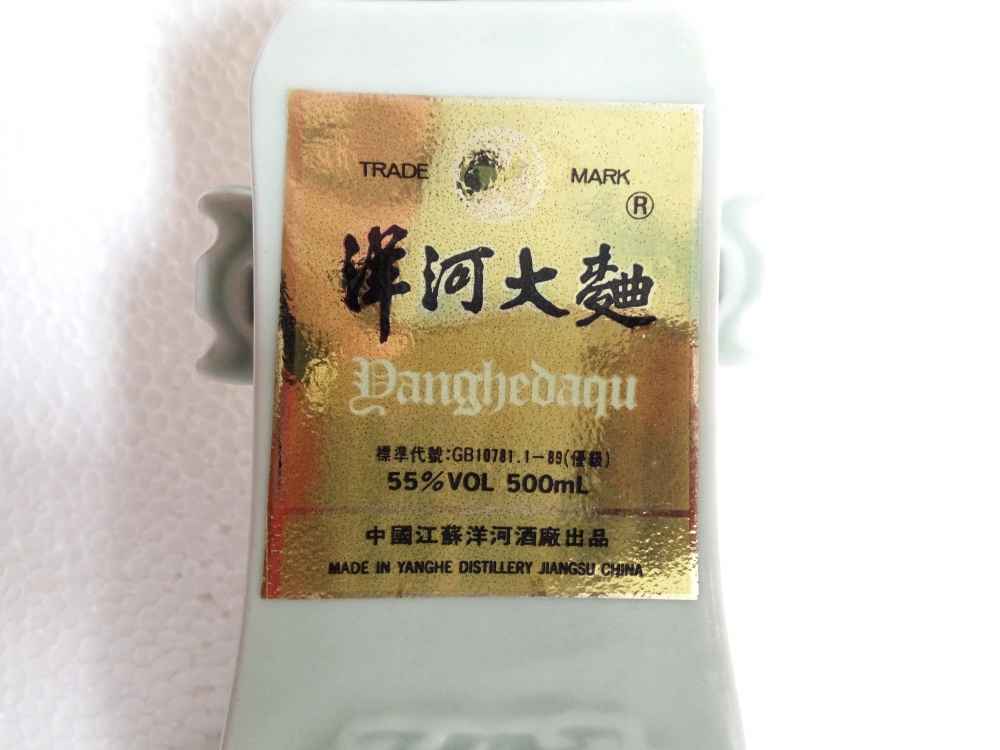 TRADE MARK
®
洋河大麯
Yanghedaqu
標準代號:GB10781.1-89(優級)
55%VOL 500mL
中國江蘇洋河酒廠出品
MADE IN YANGHE DISTILLERY JIANGSU CHINA